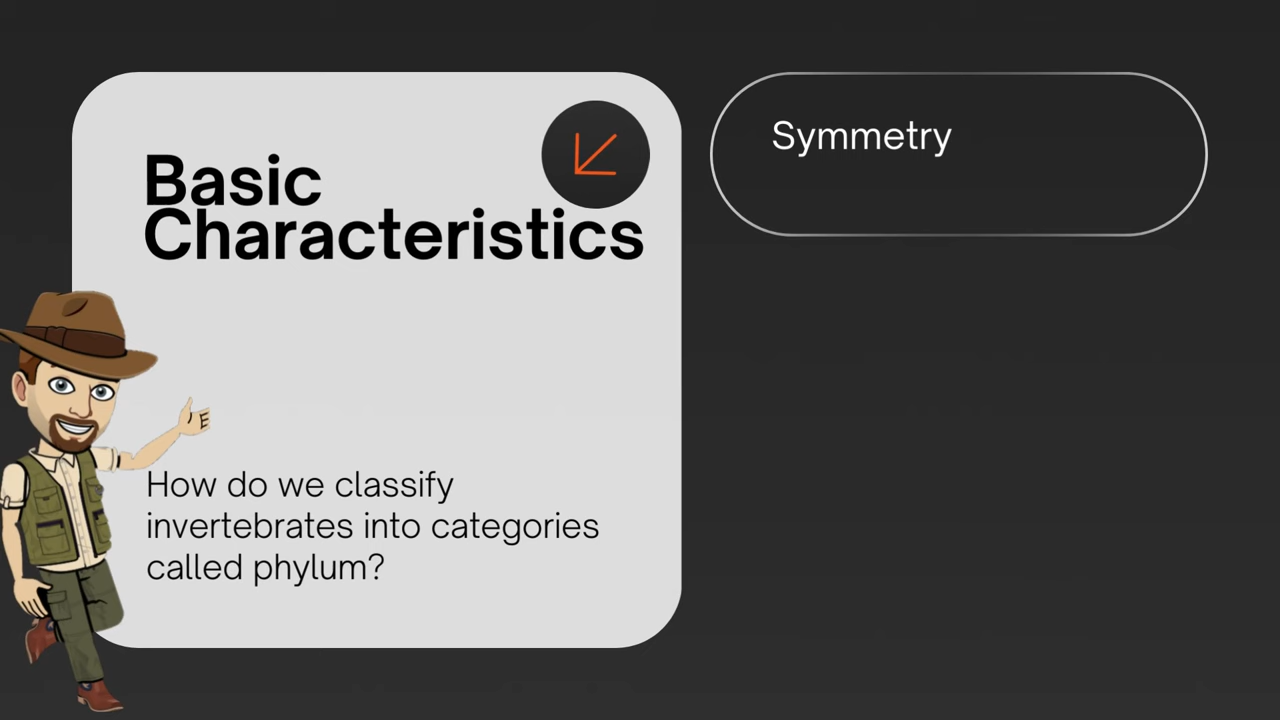 Basic
Characteristics
How do we classify
invertebrates into categories
called phylum?
Symmetry